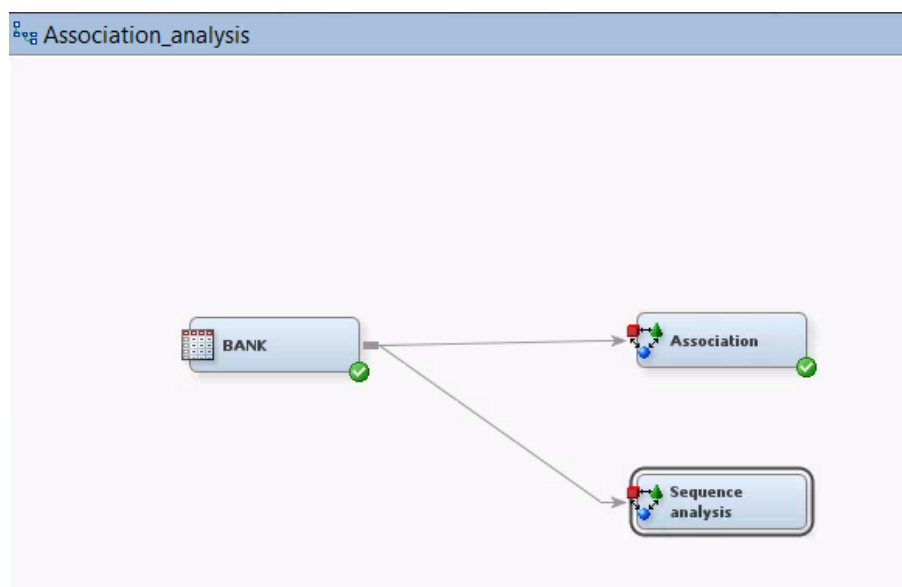 Association_analysis
BANK
Association
Sequence
analysis